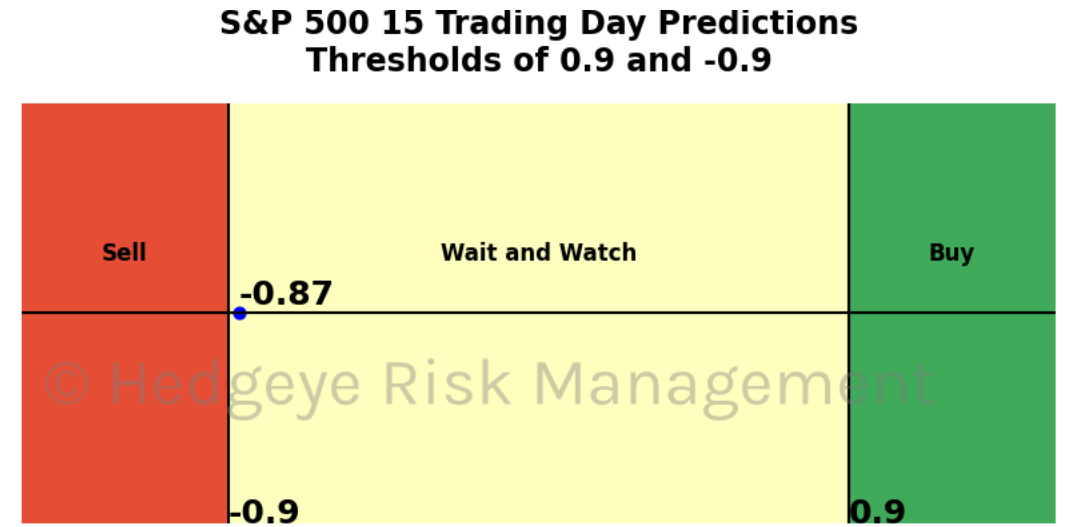 S&P 500 15 Trading Day Predictions
Thresholds of 0.9 and -0.9
Sell
Wait and Watch
Buy
-0.87
© Hedgeye Risk Management
-0.9
0.9